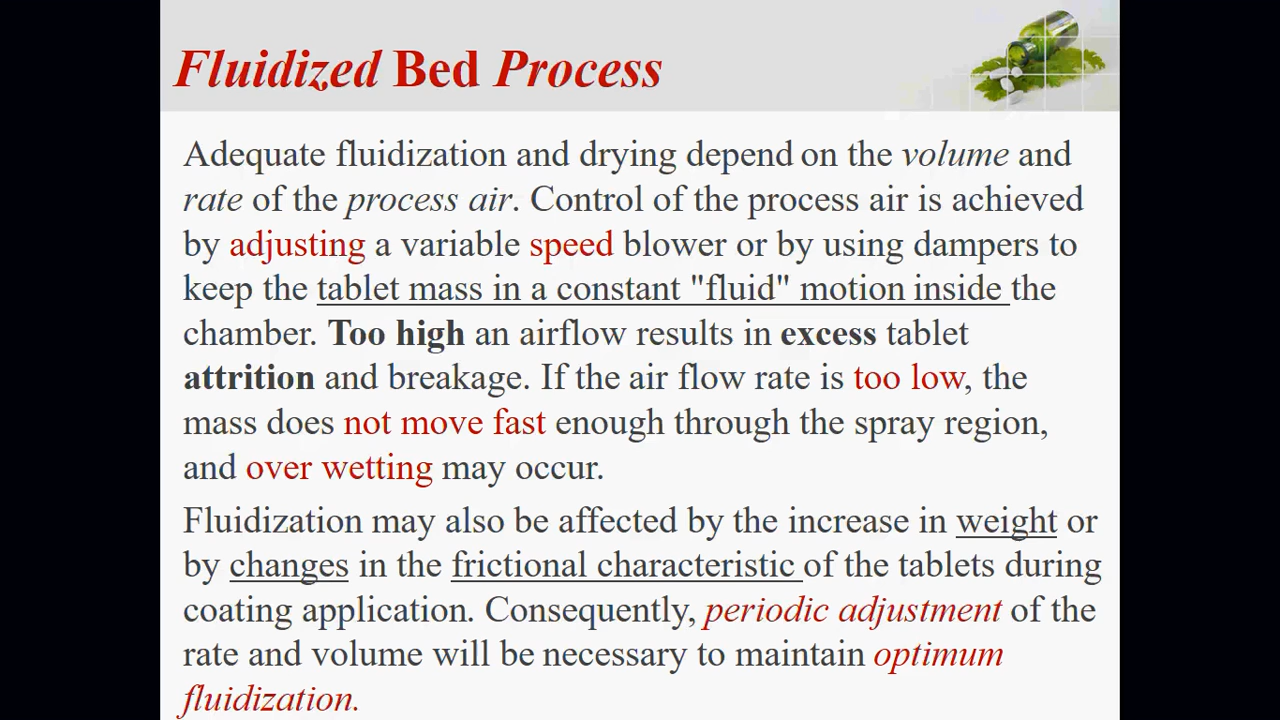 Fluidized Bed Process
Adequate fluidization and drying depend on the volume and
rate of the process air. Control of the process air is achieved
by adjusting a variable speed blower or by using dampers to
keep the tablet mass in a constant "fluid" motion inside the
chamber. Too high an airflow results in excess tablet
attrition and breakage. If the air flow rate is too low, the
mass does not move fast enough through the spray region,
and over wetting may occur.
Fluidization may also be affected by the increase in weight or
by changes in the frictional characteristic of the tablets during
coating application. Consequently, periodic adjustment of the
rate and volume will be necessary to maintain optimum
fluidization.